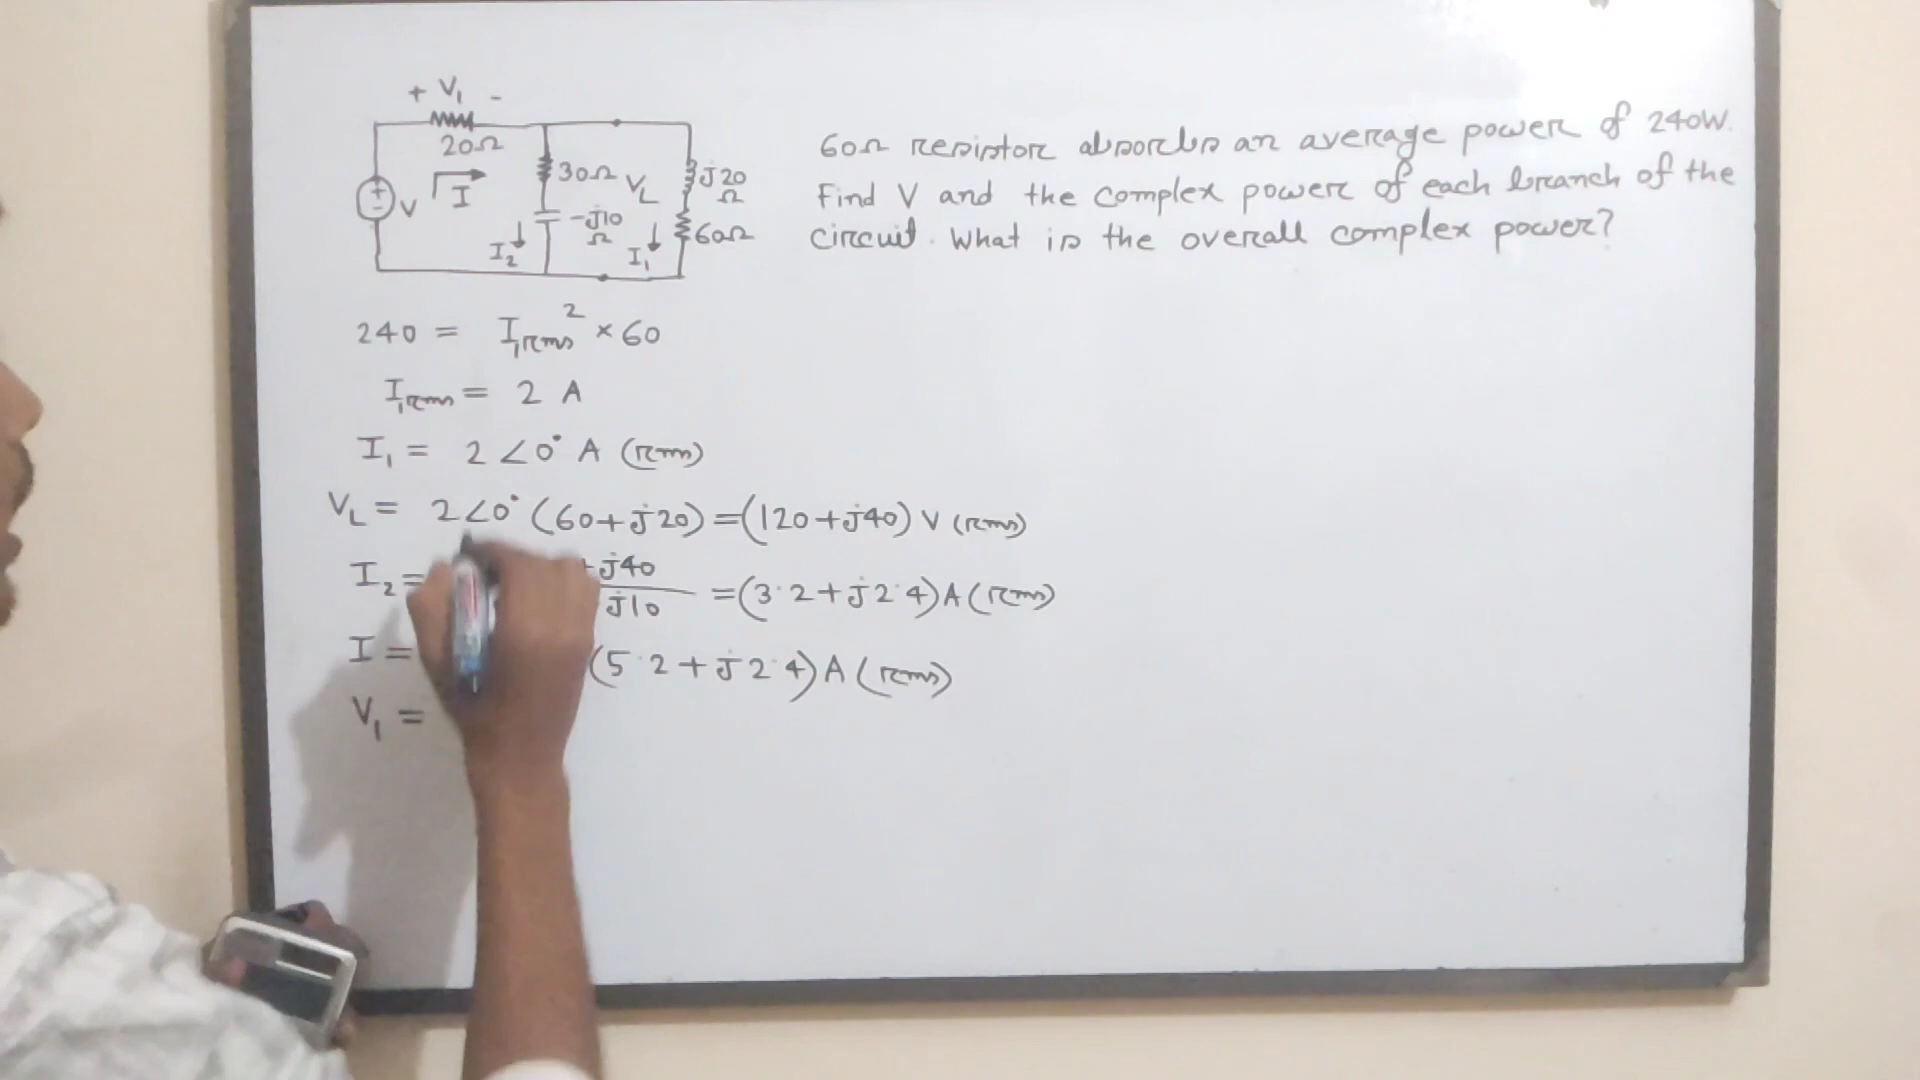 + V₁ -
20Ω
I
V
30Ω
-j10
Ω
I₂
V_L
j20
Ω
60Ω
I₁
60Ω resistor absorbs an average power of 240W.
Find V and the complex power of each branch of the
circuit. What is the overall complex power?
240 = I₁rms² × 60
I₁rms = 2 A
I₁ = 2∠0° A (rms)
V_L = 2∠0° (60+j20) = (120+j40) V (rms)
I₂ = +j40 / j10 = (3.2+j2.4) A (rms)
I = (5.2+j2.4) A (rms)
V₁ =